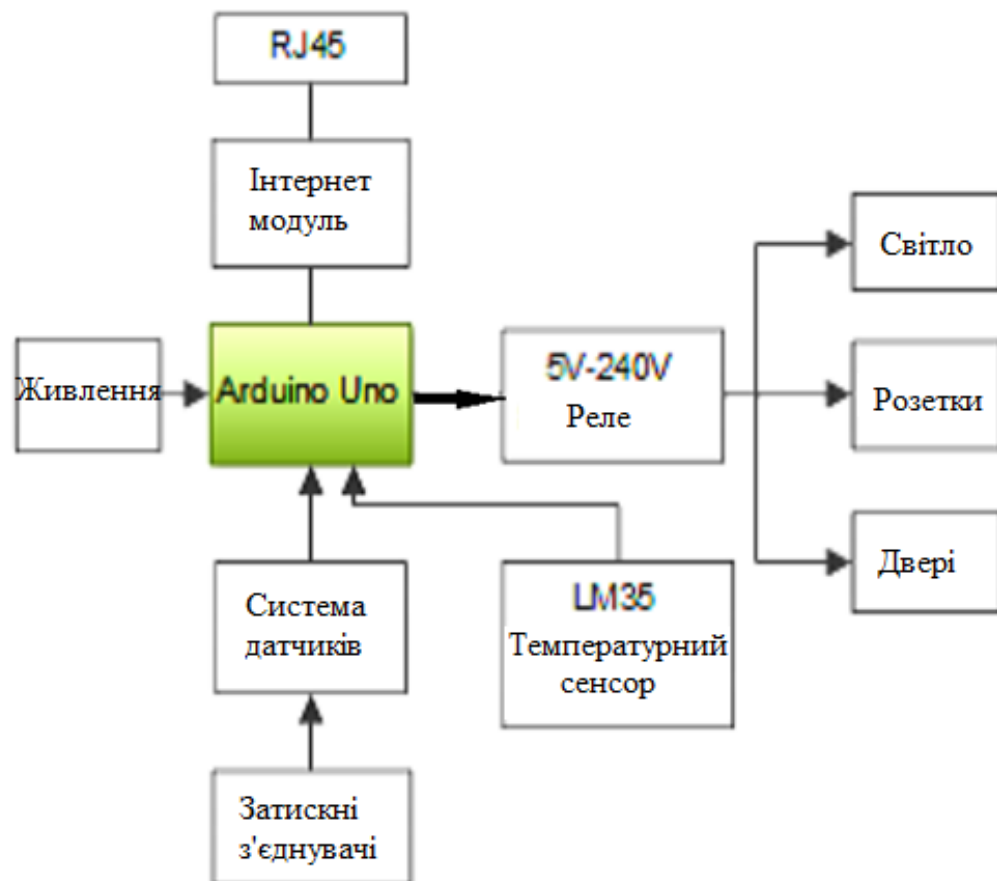 RJ45
Інтернет
модуль
Світло
Живлення
Arduino Uno
5V-240V
Реле
Розетки
Двері
Система
датчиків
LM35
Температурний
сенсор
Затискні
з'єднувачі